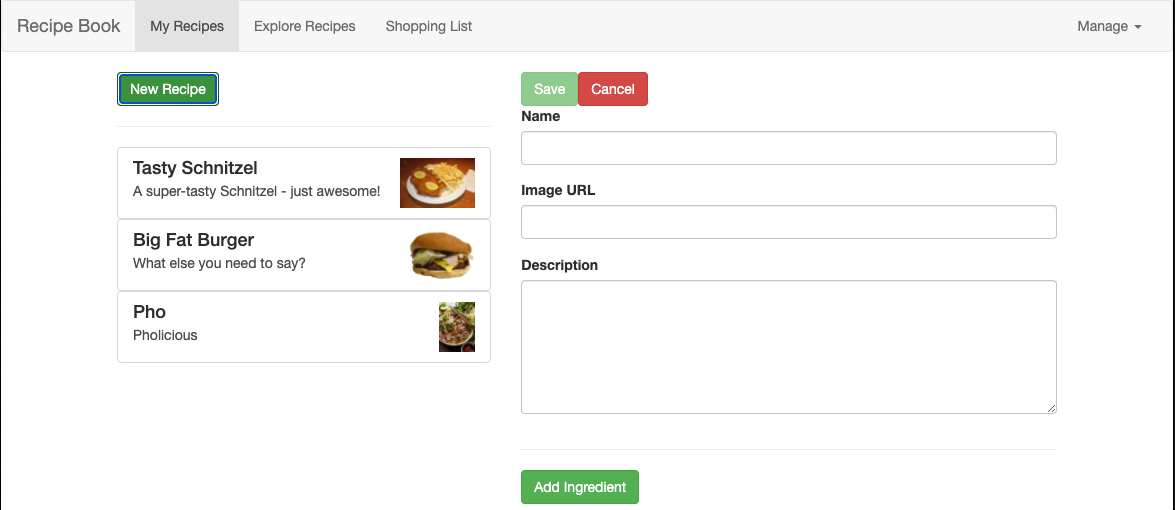 Recipe Book My Recipes Explore Recipes Shopping List Manage
New Recipe
Tasty Schnitzel
A super-tasty Schnitzel - just awesome!
Big Fat Burger
What else you need to say?
Pho
Pholicious
Save Cancel
Name
Image URL
Description
Add Ingredient